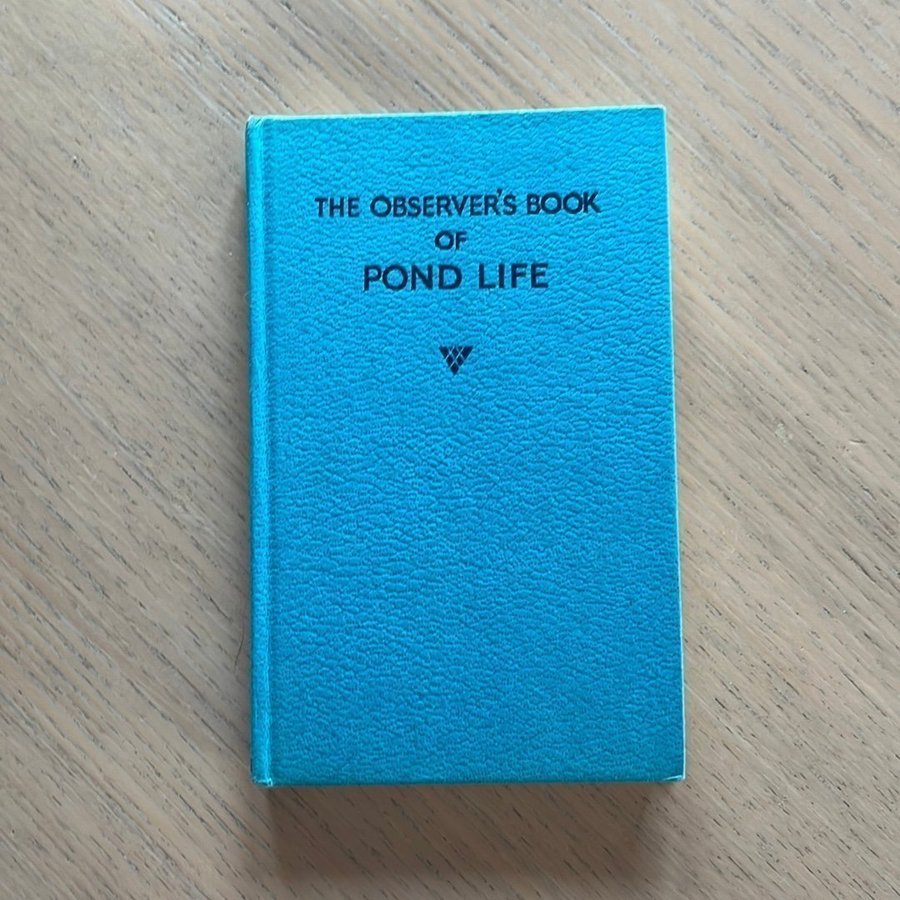 THE OBSERVER'S BOOK
OF
POND LIFE